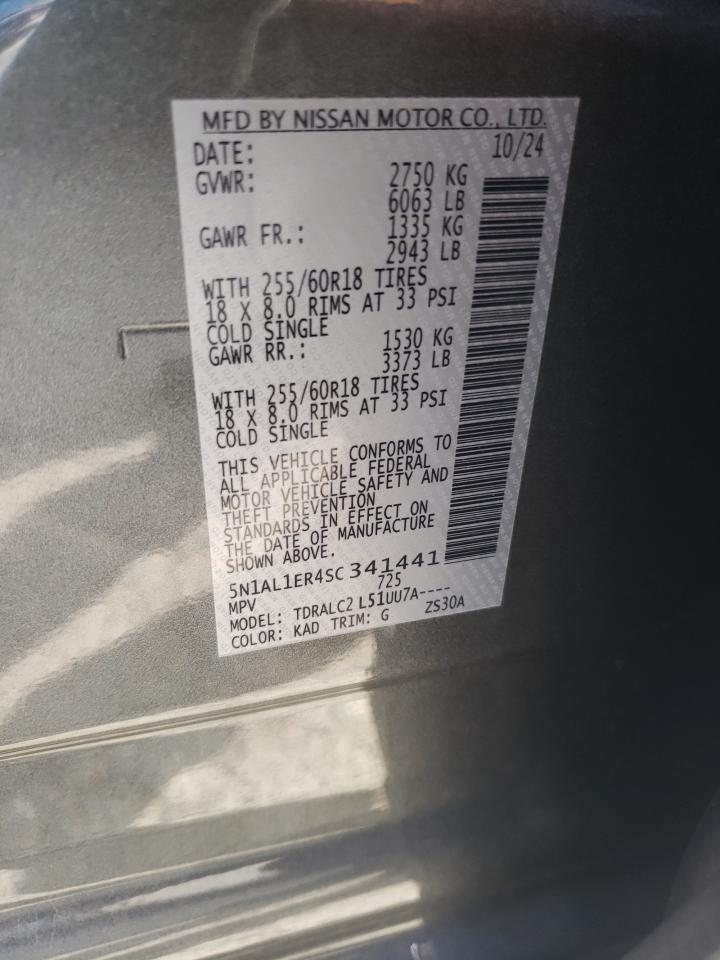 MFD BY NISSAN MOTOR CO., LTD.
DATE: 10/24
GVWR: 2750 KG
6063 LB
GAWR FR.: 1335 KG
2943 LB
WITH 255/60R18 TIRES
18 X 8.0 RIMS AT 33 PSI
COLD SINGLE
GAWR RR.: 1530 KG
3373 LB
WITH 255/60R18 TIRES
18 X 8.0 RIMS AT 33 PSI
COLD SINGLE
THIS VEHICLE CONFORMS TO
ALL APPLICABLE FEDERAL
MOTOR VEHICLE SAFETY AND
THEFT PREVENTION
STANDARDS IN EFFECT ON
THE DATE OF MANUFACTURE
SHOWN ABOVE.
5N1AL1ER4SC341441
MPV 725
MODEL: TDRALC2 L51UU7A----
COLOR: KAD TRIM: G ZS30A